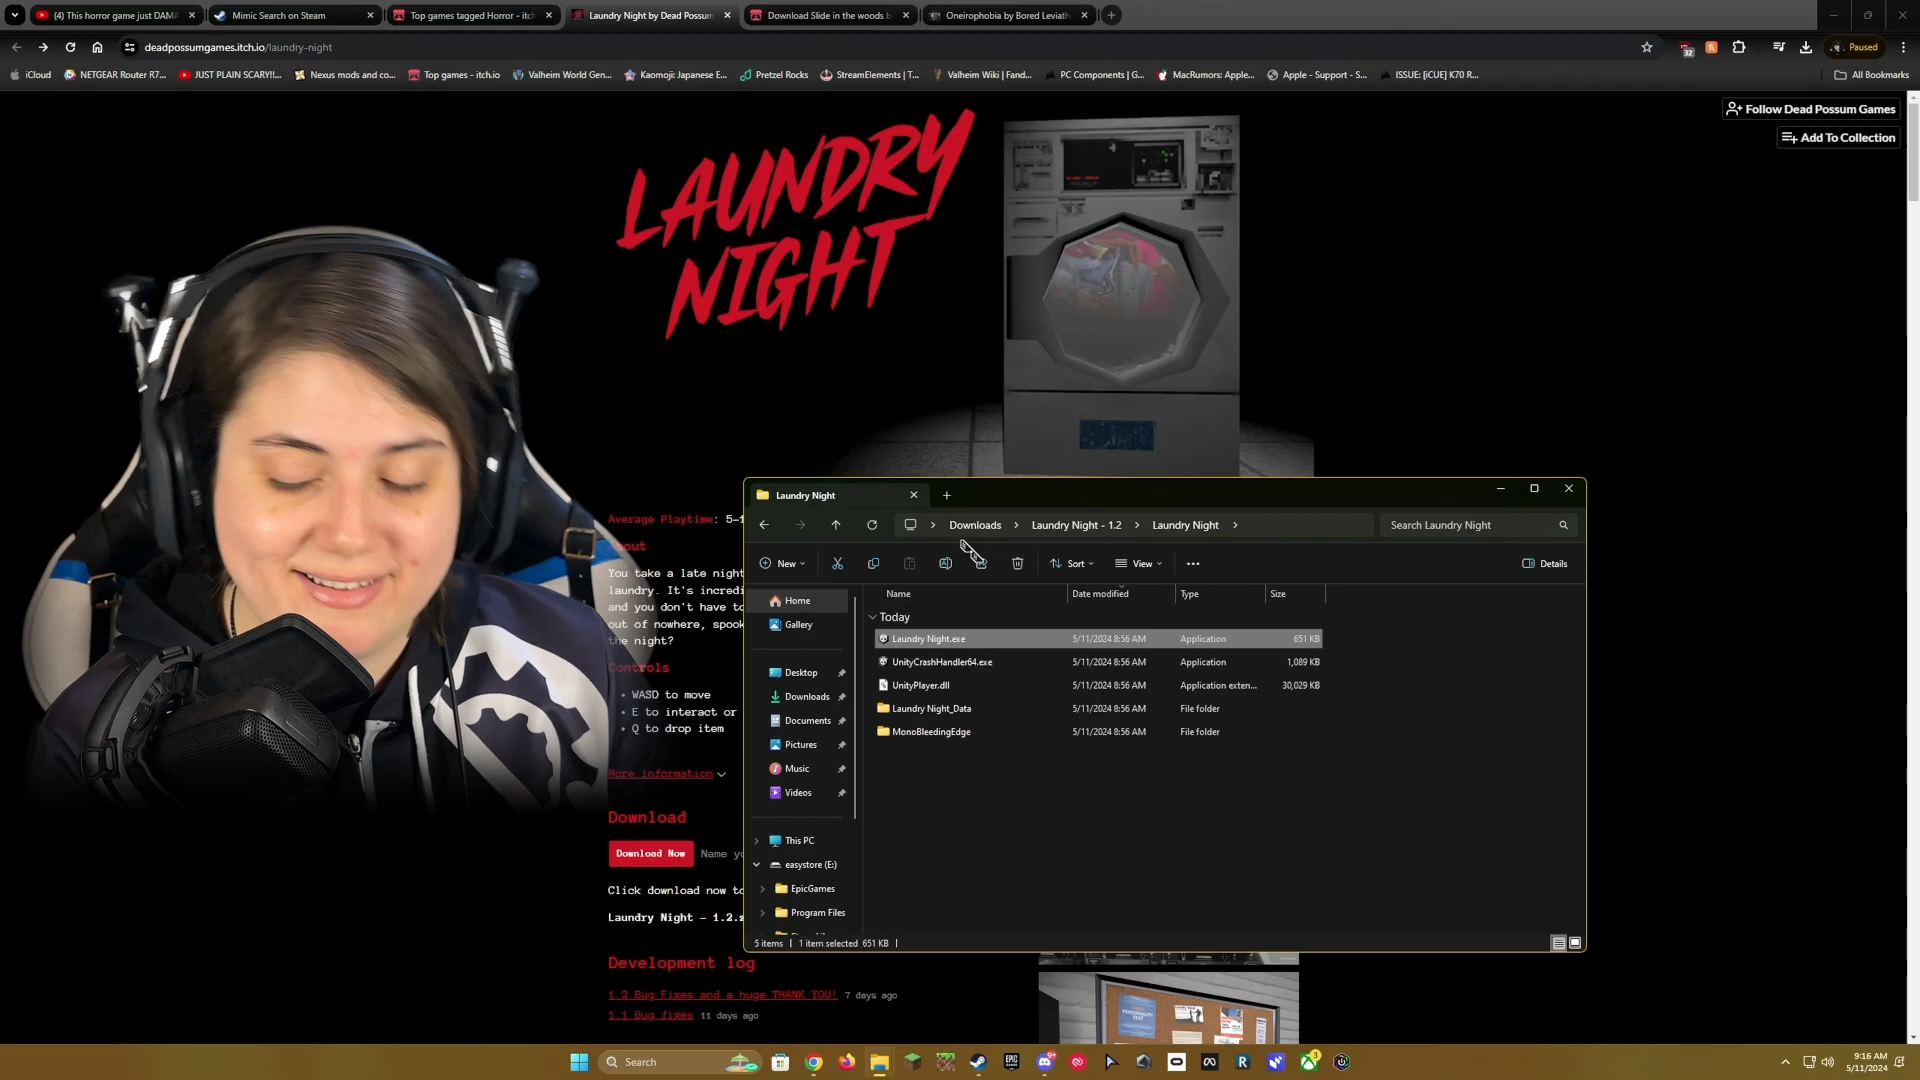 (4) This horror game just DAMA
Mimic Search on Steam
Top games tagged Horror - itch
Laundry Night by Dead Possum
Download Slide in the woods b
Oneirophobia by Bored Leviath
deadpossumgames.itch.io/laundry-night
32
Paused
iCloud
NETGEAR Router R7...
JUST PLAIN SCARY!!...
Nexus mods and co...
Top games - itch.io
Valheim World Gen...
Kaomoji: Japanese E...
Pretzel Rocks
StreamElements | T...
Valheim Wiki | Fand...
PC Components | G...
MacRumors: Apple...
Apple - Support - S...
ISSUE: [iCUE] K70 R...
All Bookmarks
Follow Dead Possum Games
Add To Collection
LAUNDRY
NIGHT
Average Playtime: 5-1
About
You take a late night
laundry. It's incredi
and you don't have to
out of nowhere, spook
the night?
Controls
WASD to move
E to interact or
Q to drop item
More information
Download
Download Now
Name yo
Click download now to
Laundry Night - 1.2.z
Development log
1.2 Bug Fixes and a huge THANK YOU!
7 days ago
1.1 Bug fixes
11 days ago
Laundry Night
Downloads
Laundry Night - 1.2
Laundry Night
Search Laundry Night
New
Sort
View
Details
Home
Gallery
Desktop
Downloads
Documents
Pictures
Music
Videos
This PC
easystore (E:)
EpicGames
Program Files
Name
Date modified
Type
Size
Today
Laundry Night.exe 5/11/2024 8:56 AM Application 651 KB
UnityCrashHandler64.exe 5/11/2024 8:56 AM Application 1,089 KB
UnityPlayer.dll 5/11/2024 8:56 AM Application exten... 30,029 KB
Laundry Night_Data 5/11/2024 8:56 AM File folder
MonoBleedingEdge 5/11/2024 8:56 AM File folder
5 items
1 item selected 651 KB
PERSONALITY
TEST
Search
9:16 AM
5/11/2024